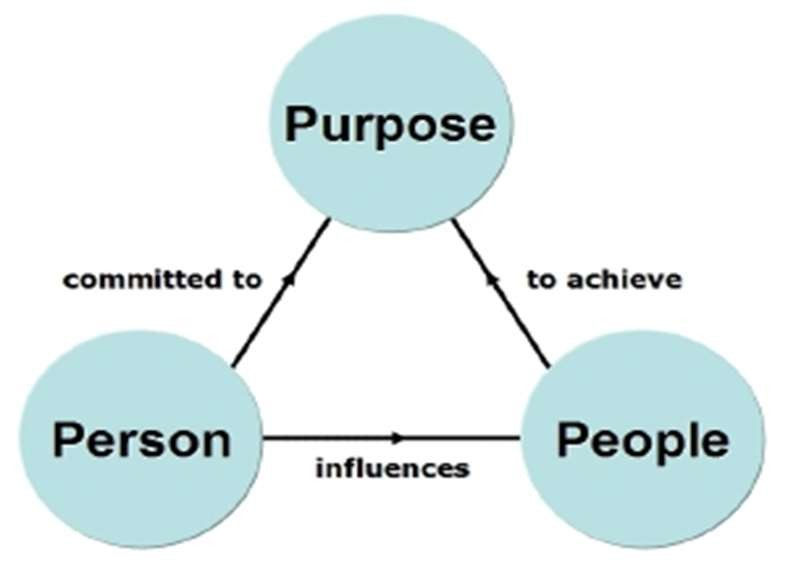 Purpose
committed to
to achieve
Person
People
influences